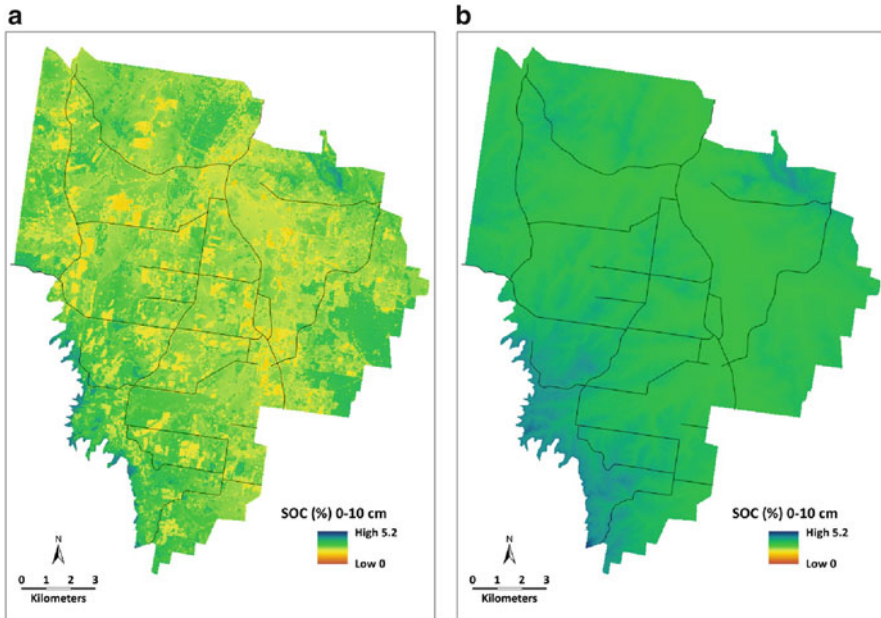 a
SOC (%) 0-10 cm
High 5.2
Low 0
N
0 1 2 3
Kilometers
b
SOC (%) 0-10 cm
High 5.2
Low 0
N
0 1 2 3
Kilometers